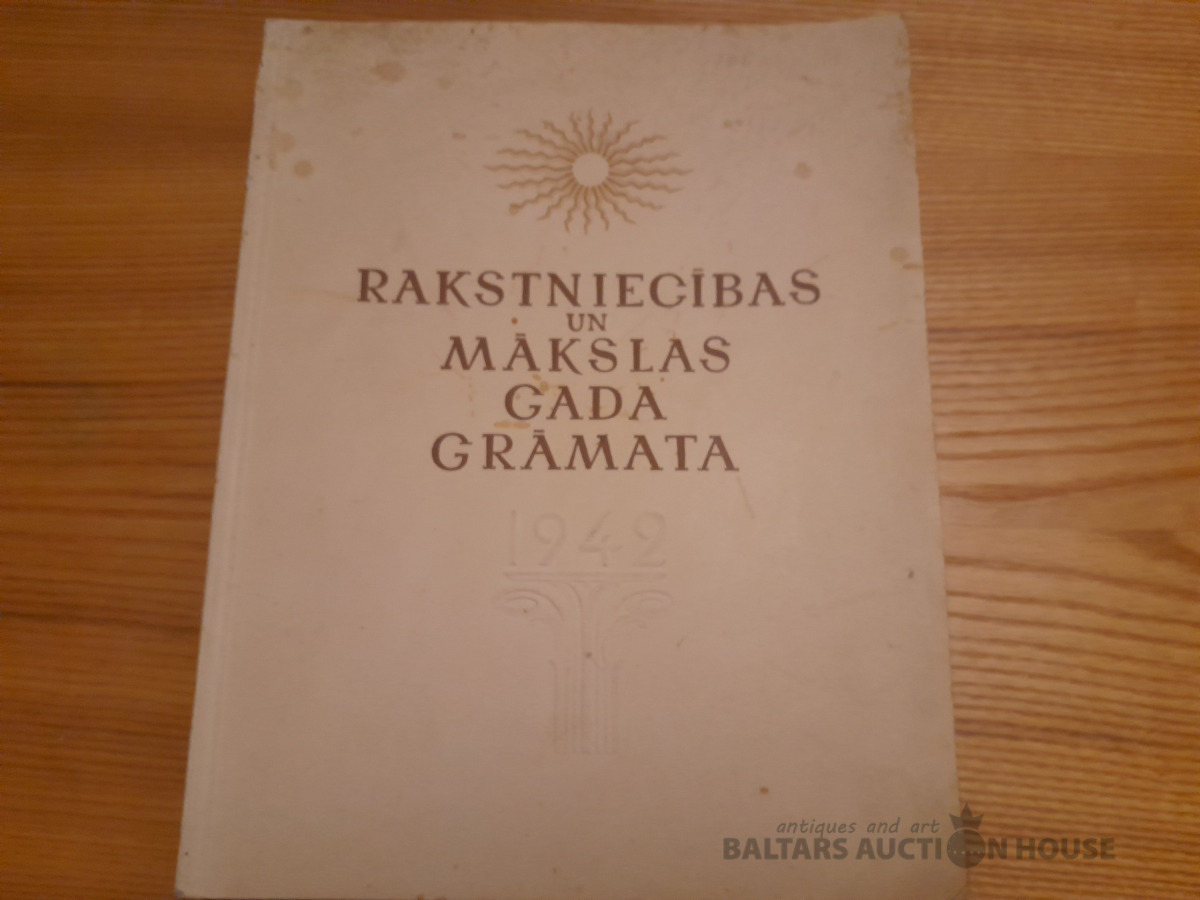 RAKSTNIECĪBAS
UN
MĀKSLAS
GADA
GRĀMATA
1942
antiques and art
BALTARS AUCTION HOUSE